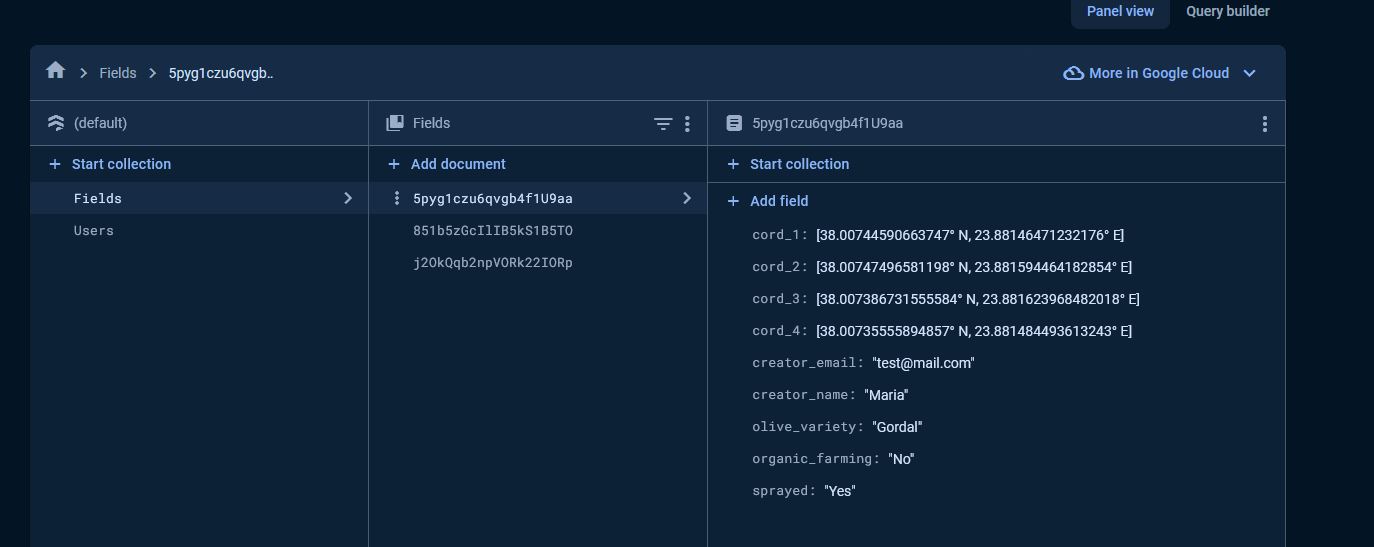 Panel view Query builder
Fields 5pyg1czu6qvgb..
More in Google Cloud
(default)
Fields
5pyg1czu6qvgb4f1U9aa
+ Start collection
+ Add document
+ Start collection
Fields
Users
5pyg1czu6qvgb4f1U9aa
851b5zGcIlIB5kS1B5TO
j2OkQqb2npVORk22IORp
+ Add field
cord_1: [38.00744590663747° N, 23.88146471232176° E]
cord_2: [38.00747496581198° N, 23.881594464182854° E]
cord_3: [38.007386731555584° N, 23.881623968482018° E]
cord_4: [38.00735555894857° N, 23.881484493613243° E]
creator_email: "test@mail.com"
creator_name: "Maria"
olive_variety: "Gordal"
organic_farming: "No"
sprayed: "Yes"